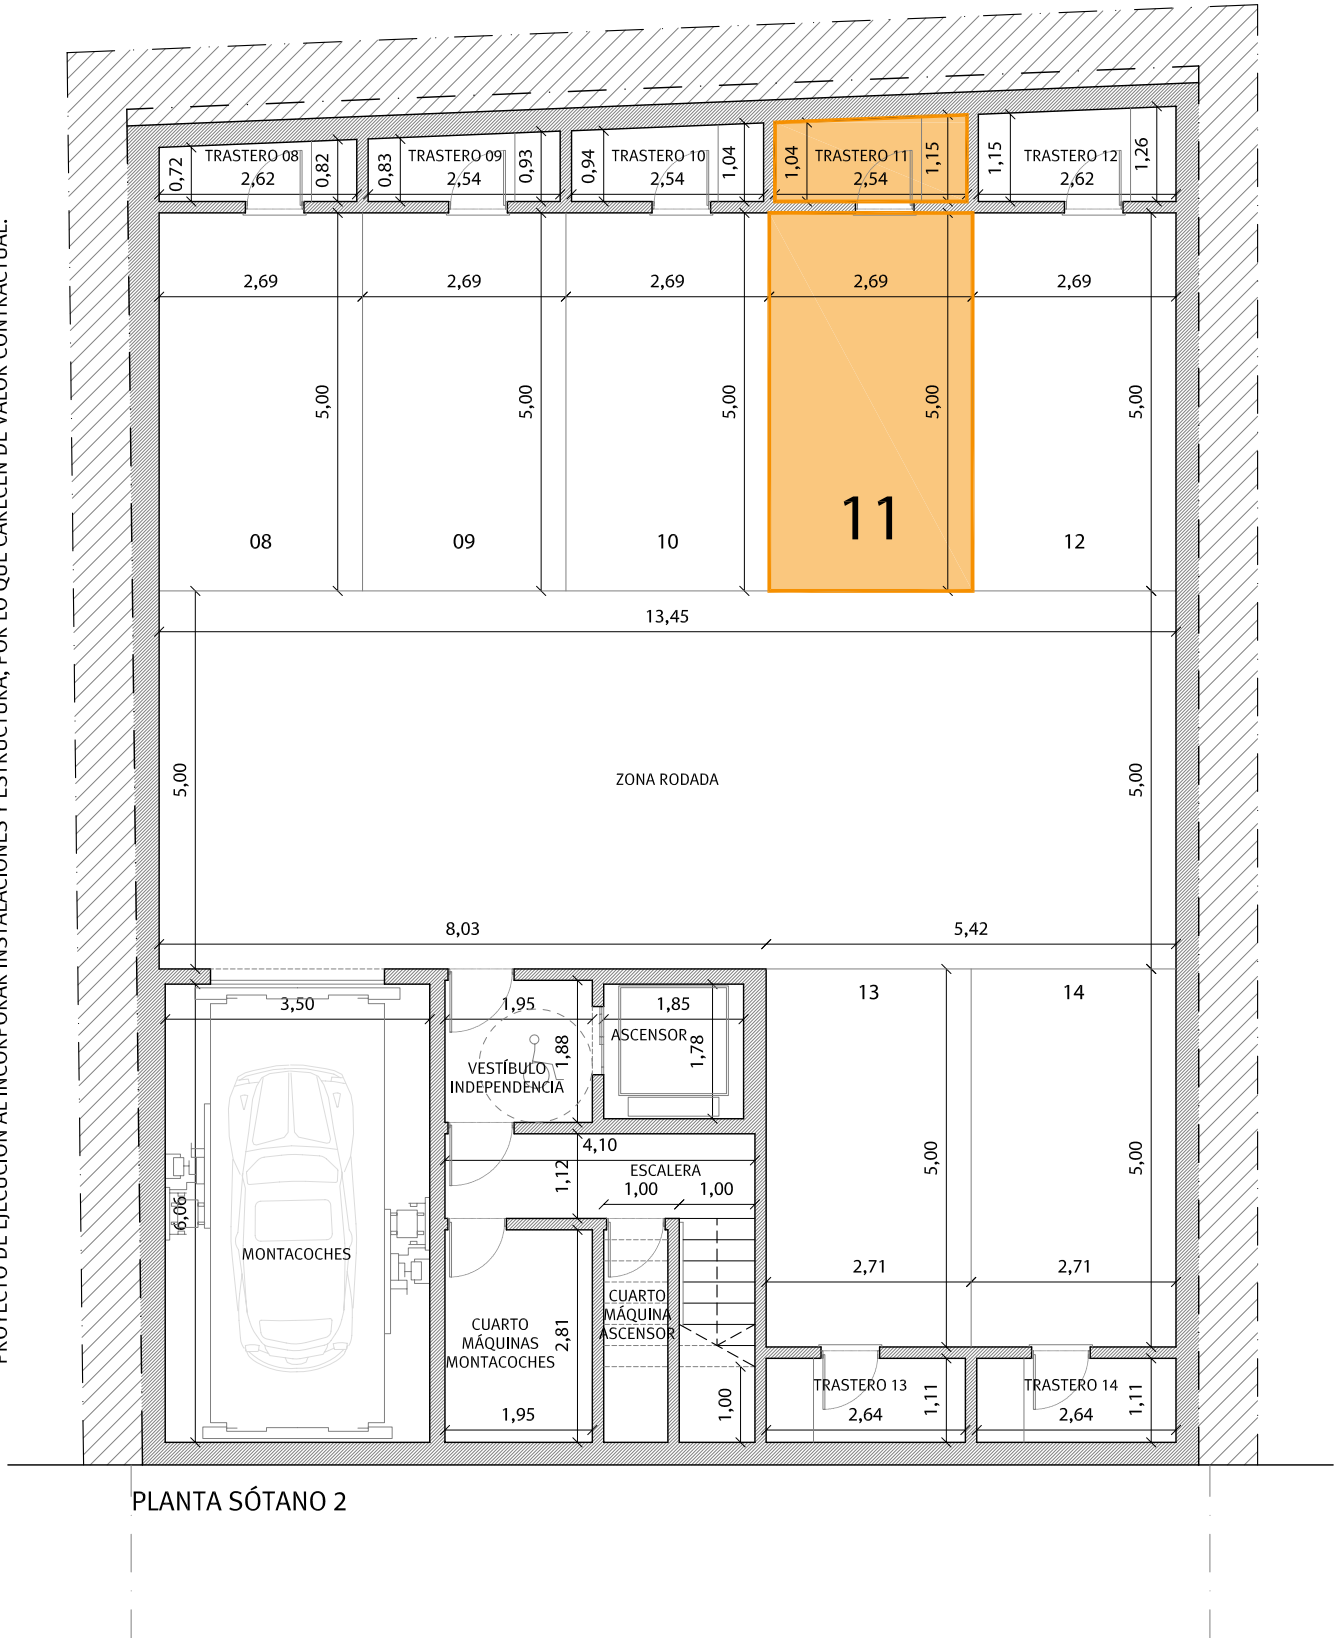 PROYECTO DE EJECUCIÓN AL INCORPORAR INSTALACIONES Y ESTRUCTURA, POR LO QUE CARECEN DE VALOR CONTRACTUAL.
TRASTERO 08
0,72
2,62
0,82
TRASTERO 09
0,83
2,54
0,93
TRASTERO 10
0,94
2,54
1,04
TRASTERO 11
1,04
2,54
1,15
TRASTERO 12
1,15
2,62
1,26
2,69
2,69
2,69
2,69
2,69
5,00
5,00
5,00
5,00
5,00
08
09
10
11
12
13,45
5,00
ZONA RODADA
5,00
8,03
5,42
3,50
1,95
1,85
13
14
ASCENSOR
1,88
1,78
VESTÍBULO
INDEPENDENCIA
4,10
1,12
ESCALERA
1,00
1,00
5,00
5,00
6,06
MONTACOCHES
2,71
2,71
CUARTO
MÁQUINAS
MONTACOCHES
2,81
1,95
CUARTO
MÁQUINA
ASCENSOR
1,00
TRASTERO 13
2,64
1,11
TRASTERO 14
2,64
1,11
PLANTA SÓTANO 2